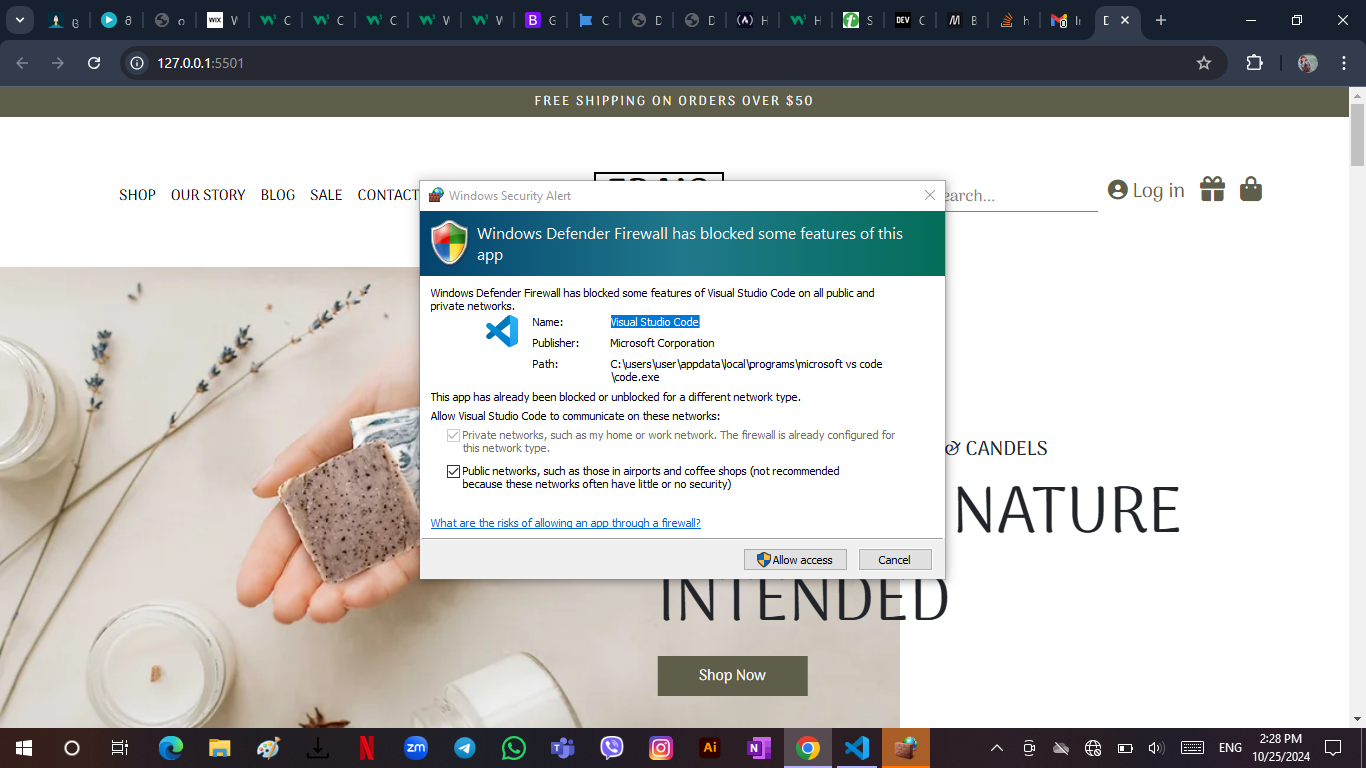 127.0.0.1:5501
FREE SHIPPING ON ORDERS OVER $50
SHOP OUR STORY BLOG SALE CONTACT
earch...
Log in
Windows Security Alert
Windows Defender Firewall has blocked some features of this
app
Windows Defender Firewall has blocked some features of Visual Studio Code on all public and
private networks.
Name: Visual Studio Code
Publisher: Microsoft Corporation
Path: C:\users\user\appdata\local\programs\microsoft vs code
\code.exe
This app has already been blocked or unblocked for a different network type.
Allow Visual Studio Code to communicate on these networks:
Private networks, such as my home or work network. The firewall is already configured for
this network type.
Public networks, such as those in airports and coffee shops (not recommended
because these networks often have little or no security)
What are the risks of allowing an app through a firewall?
Allow access
Cancel
& CANDELS
NATURE
INTENDED
Shop Now
ENG
2:28 PM
10/25/2024